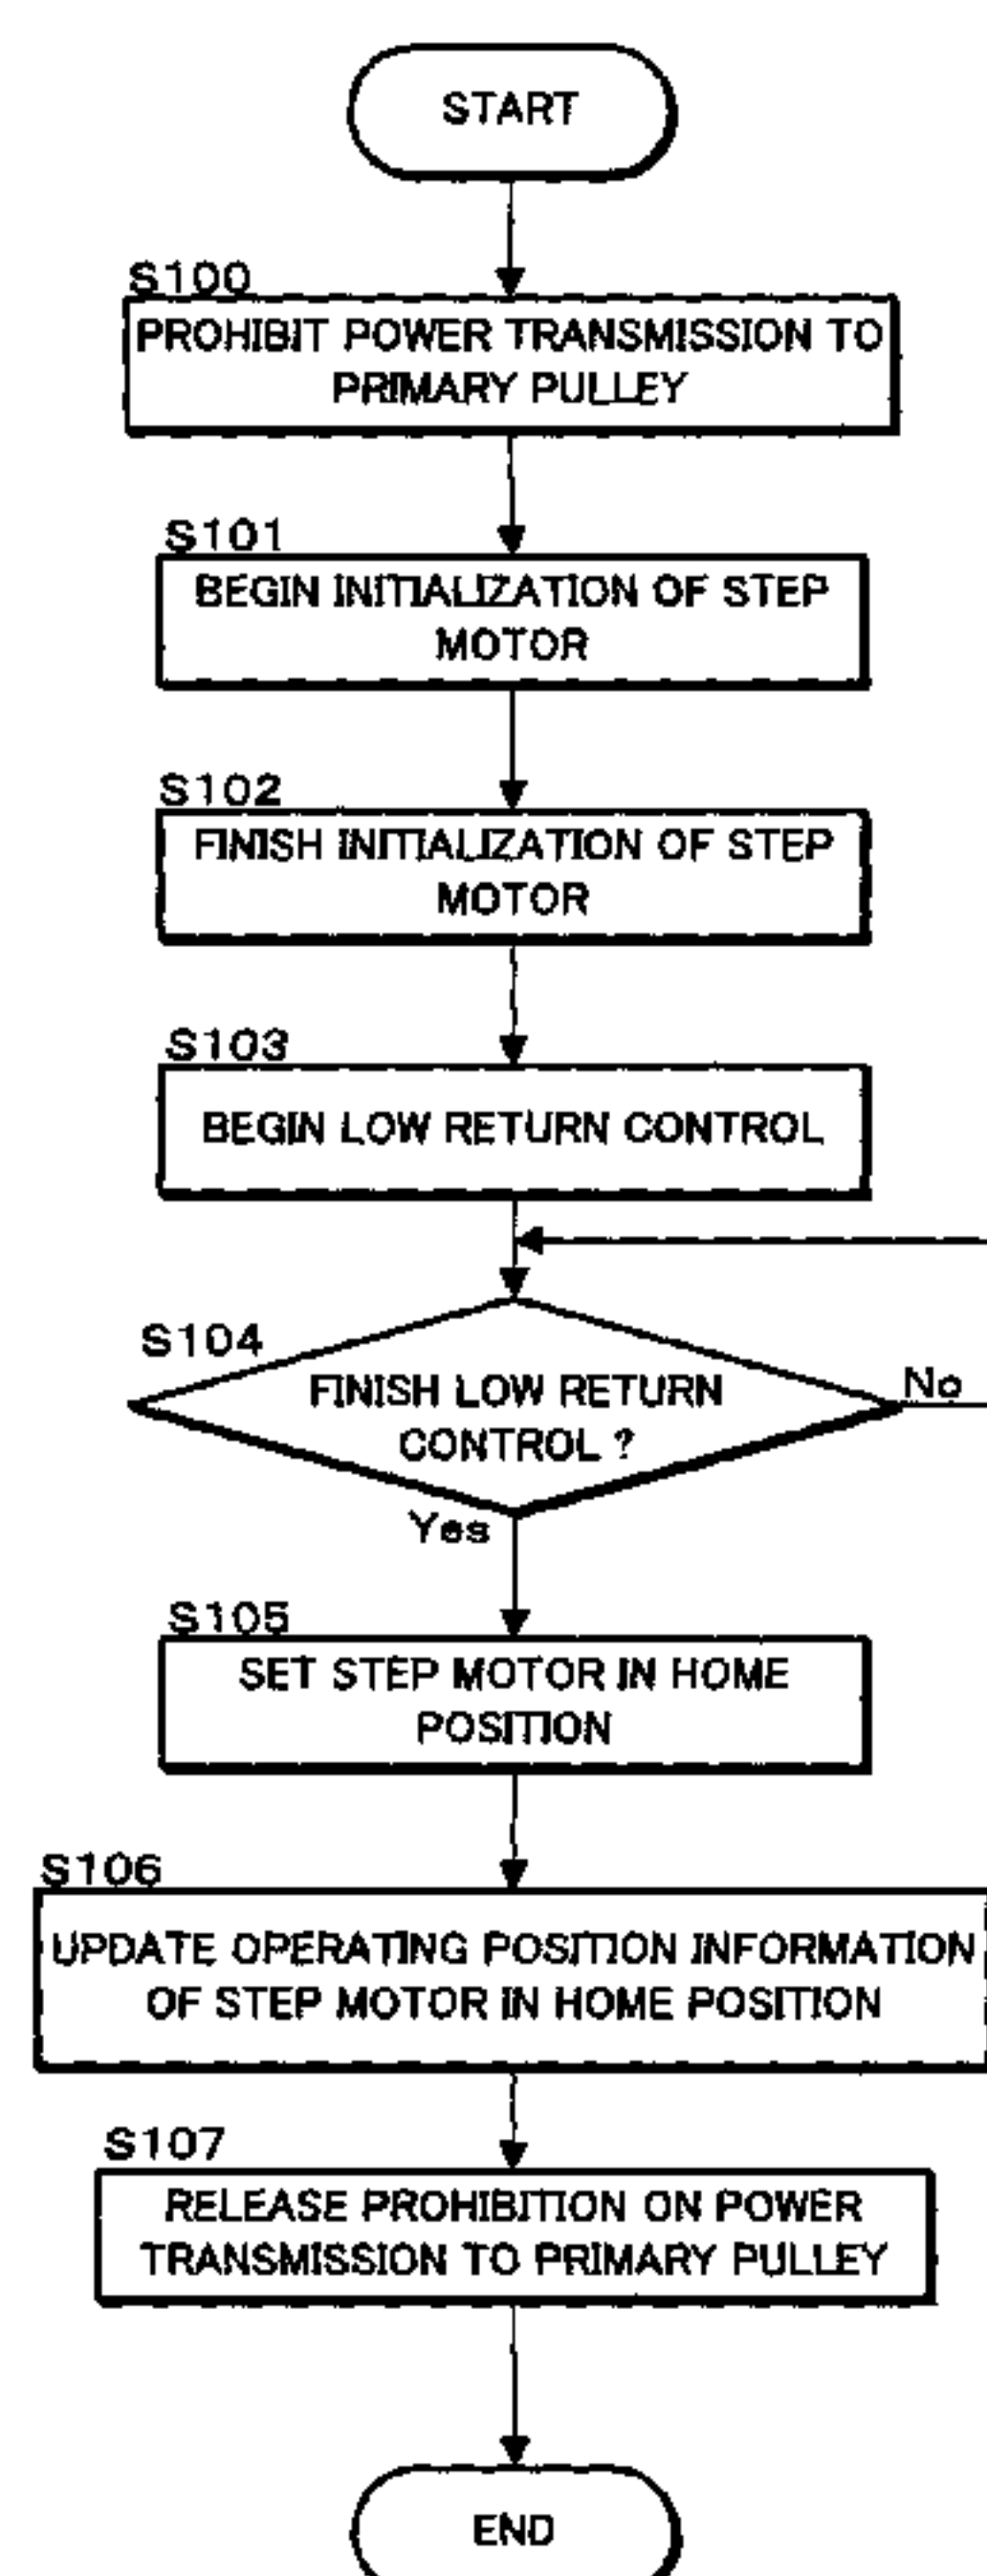 START
S100
PROHIBIT POWER TRANSMISSION TO
PRIMARY PULLEY
S101
BEGIN INITIALIZATION OF STEP
MOTOR
S102
FINISH INITIALIZATION OF STEP
MOTOR
S103
BEGIN LOW RETURN CONTROL
S104
FINISH LOW RETURN
CONTROL ?
No
Yes
S105
SET STEP MOTOR IN HOME
POSITION
S106
UPDATE OPERATING POSITION INFORMATION
OF STEP MOTOR IN HOME POSITION
S107
RELEASE PROHIBITION ON POWER
TRANSMISSION TO PRIMARY PULLEY
END